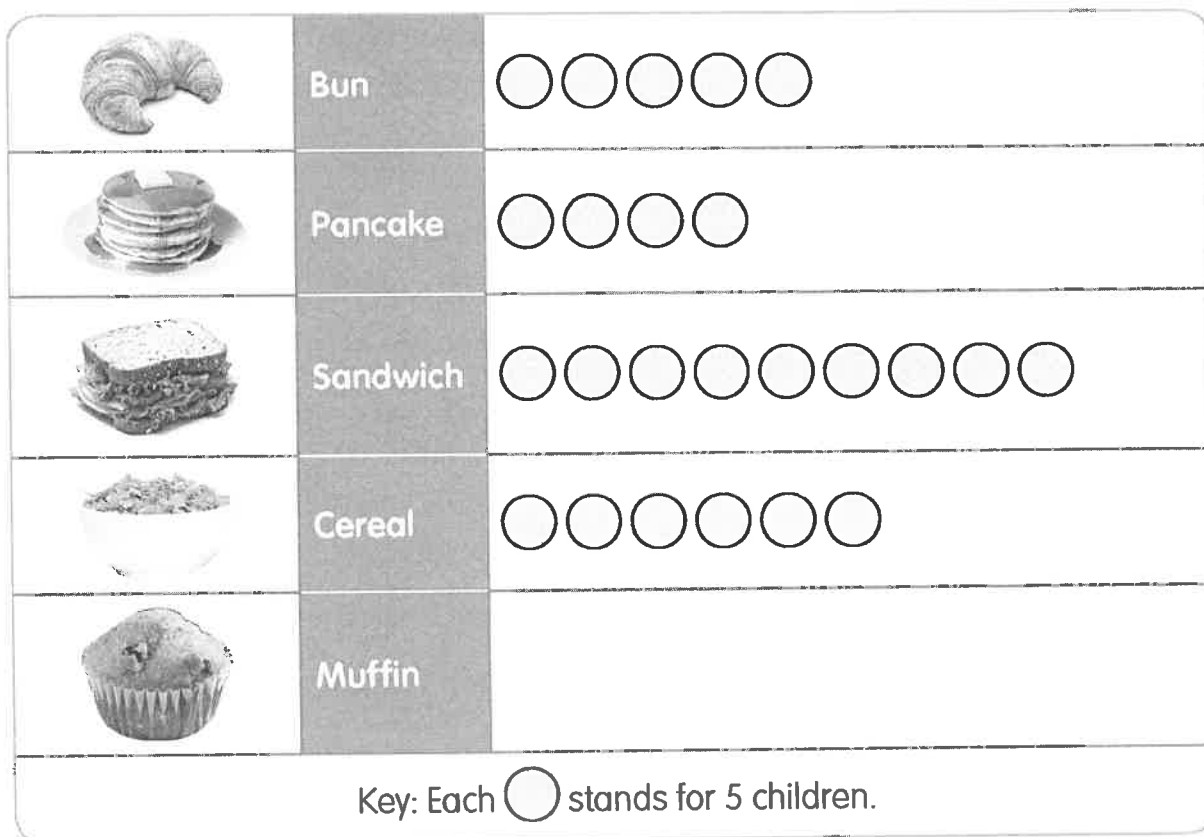 Bun
Pancake
Sandwich
Cereal
Muffin
Key: Each stands for 5 children.